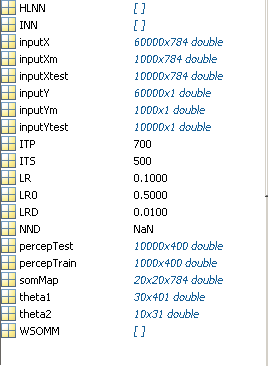 HLNN [ ]
INN [ ]
inputX 60000x784 double
inputXm 1000x784 double
inputXtest 10000x784 double
inputY 60000x1 double
inputYm 1000x1 double
inputYtest 10000x1 double
ITP 700
ITS 500
LR 0.1000
LR0 0.5000
LRD 0.0100
NND NaN
percepTest 10000x400 double
percepTrain 1000x400 double
somMap 20x20x784 double
theta1 30x401 double
theta2 10x31 double
WSOMM [ ]